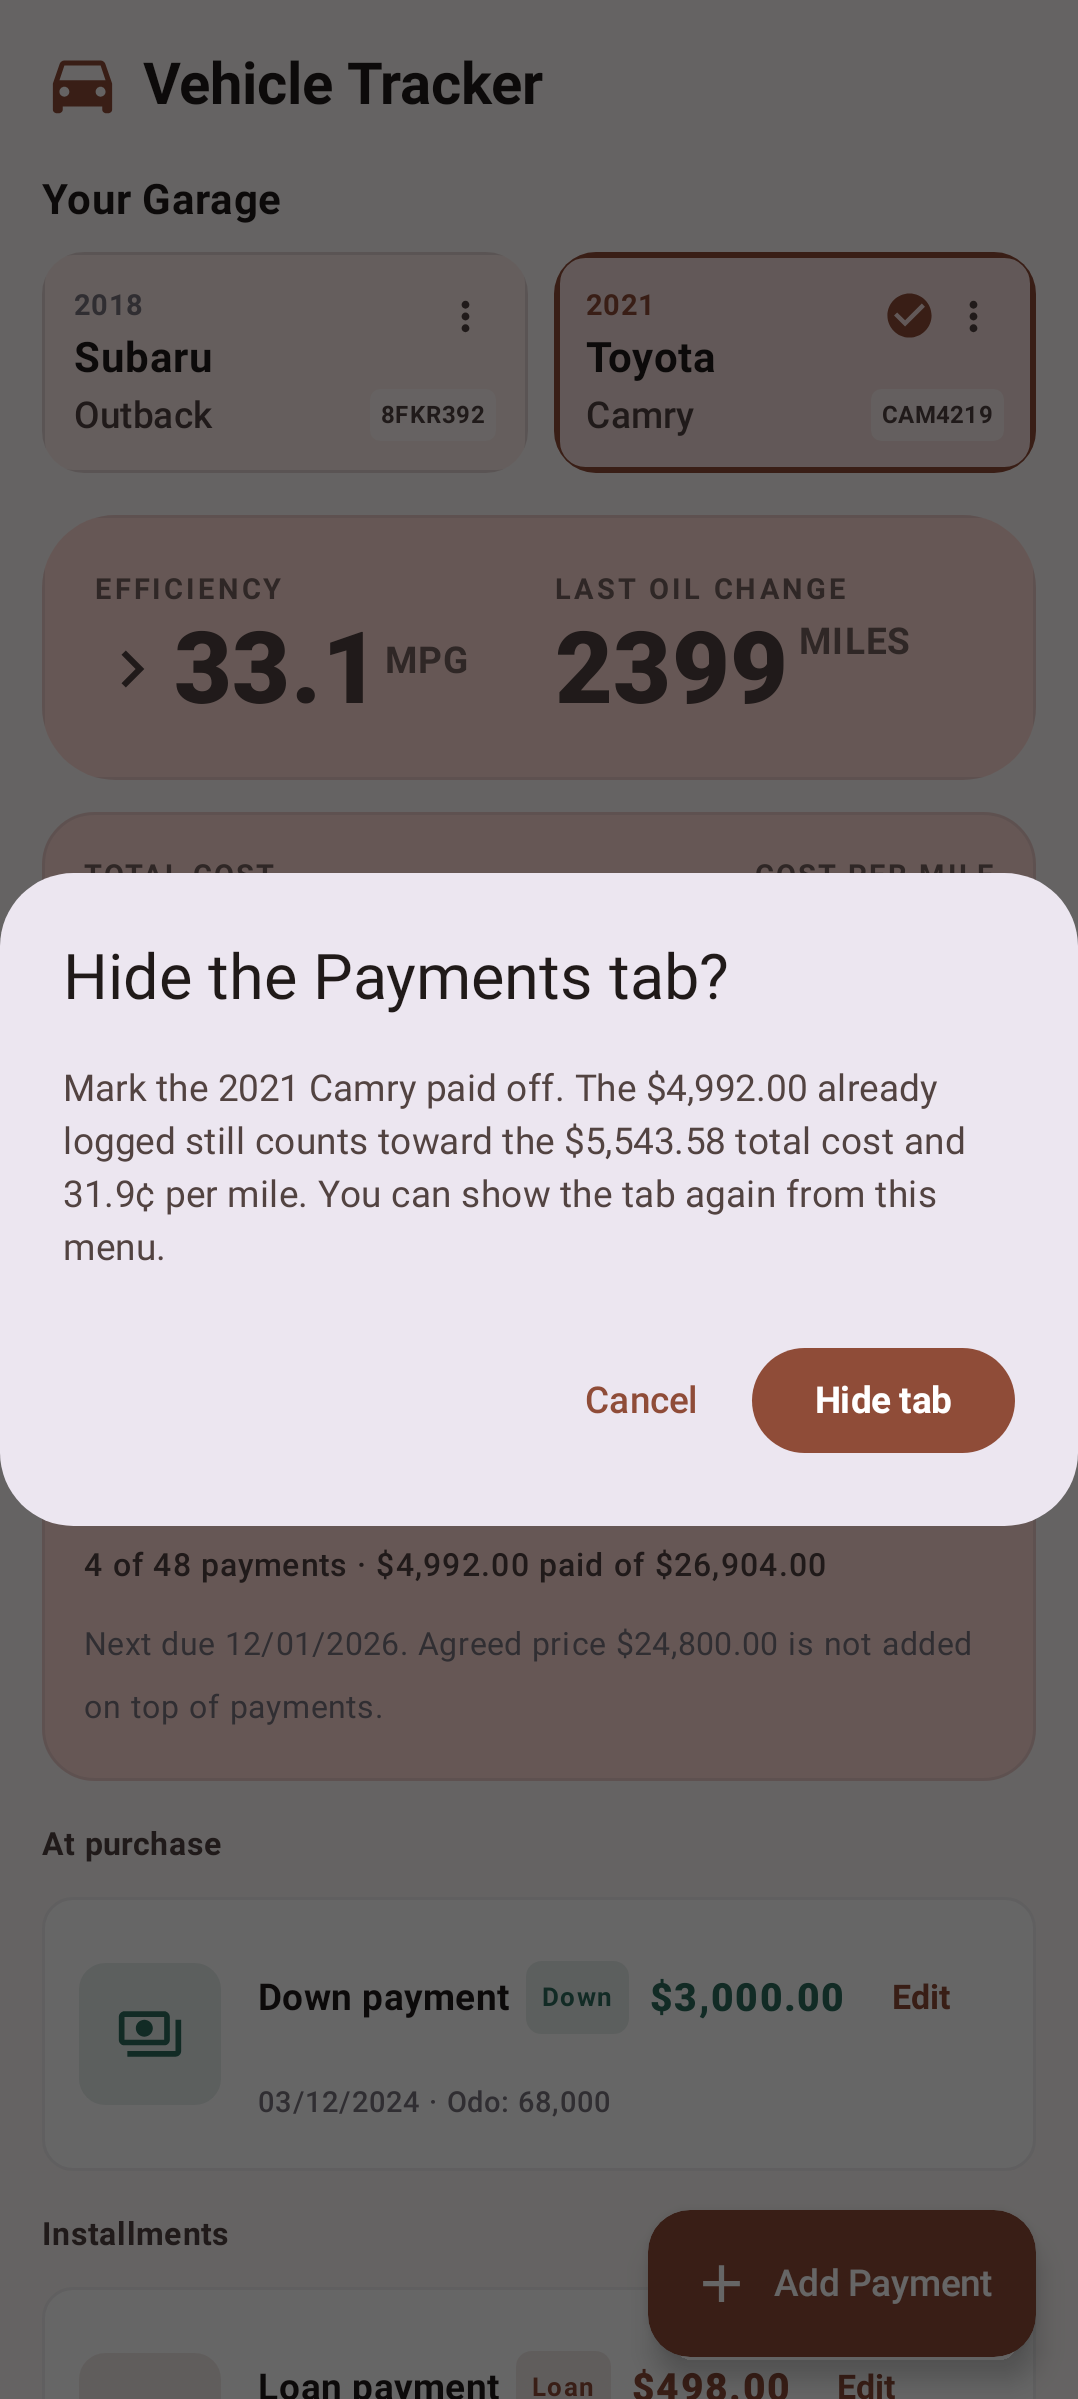 Vehicle Tracker
Your Garage
2018
Subaru
Outback
8FKR392
2021
Toyota
Camry
CAM4219
EFFICIENCY
33.1 MPG
LAST OIL CHANGE
2399 MILES
TOTAL COST
COST PER MILE
Hide the Payments tab?
Mark the 2021 Camry paid off. The $4,992.00 already
logged still counts toward the $5,543.58 total cost and
31.9¢ per mile. You can show the tab again from this
menu.
Cancel
Hide tab
4 of 48 payments · $4,992.00 paid of $26,904.00
Next due 12/01/2026. Agreed price $24,800.00 is not added
on top of payments.
At purchase
Down payment Down $3,000.00 Edit
03/12/2024 · Odo: 68,000
Installments
Add Payment
Loan payment Loan $498.00 Edit